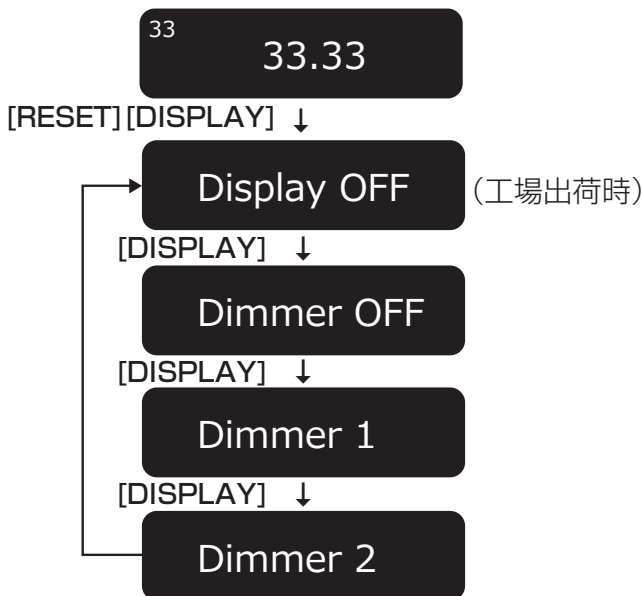 33
33.33
[RESET][DISPLAY] ↓
Display OFF (工場出荷時)
[DISPLAY] ↓
Dimmer OFF
[DISPLAY] ↓
Dimmer 1
[DISPLAY] ↓
Dimmer 2